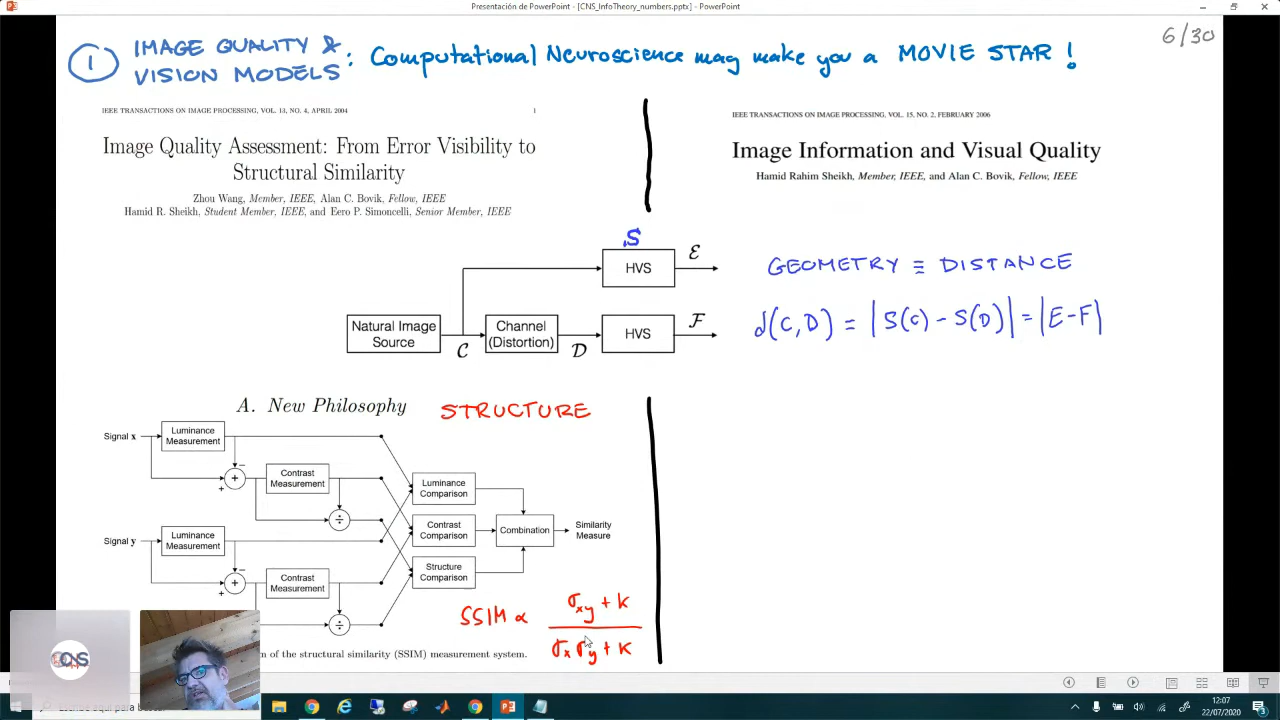 Presentación de PowerPoint - [CNS_InfoTheory_numbers.pptx] - PowerPoint
6/30
1 IMAGE QUALITY &
VISION MODELS : Computational Neuroscience may make you a MOVIE STAR !
IEEE TRANSACTIONS ON IMAGE PROCESSING, VOL. 13, NO. 4, APRIL 2004 1
Image Quality Assessment: From Error Visibility to
Structural Similarity
Zhou Wang, Member, IEEE, Alan C. Bovik, Fellow, IEEE
Hamid R. Sheikh, Student Member, IEEE, and Eero P. Simoncelli, Senior Member, IEEE
IEEE TRANSACTIONS ON IMAGE PROCESSING, VOL. 15, NO. 2, FEBRUARY 2006
Image Information and Visual Quality
Hamid Rahim Sheikh, Member, IEEE, and Alan C. Bovik, Fellow, IEEE
S
HVS
ℰ
Natural Image
Source
𝒞
Channel
(Distortion)
𝒟
HVS
ℱ
GEOMETRY ≡ DISTANCE
d(C,D) = |S(C) - S(D)| = |E-F|
A. New Philosophy STRUCTURE
Signal x
Luminance
Measurement
−
+
+
Contrast
Measurement
÷
Signal y
Luminance
Measurement
−
+
+
Contrast
Measurement
÷
Luminance
Comparison
Contrast
Comparison
Structure
Comparison
Combination
Similarity
Measure
SSIM ∝ σxy + k
σx σy + k
m of the structural similarity (SSIM) measurement system.
CNS
12:07
22/07/2020